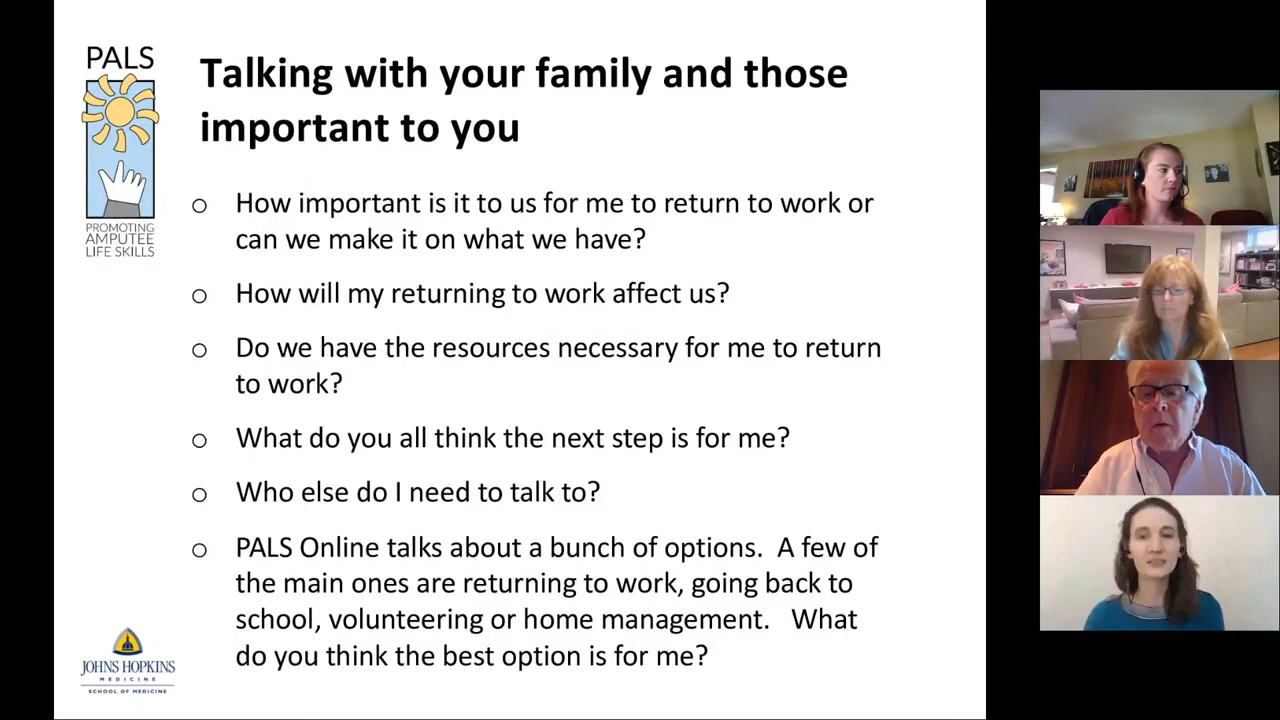 PALS
PROMOTING
AMPUTEE
LIFE SKILLS
Talking with your family and those
important to you
o How important is it to us for me to return to work or
can we make it on what we have?
o How will my returning to work affect us?
o Do we have the resources necessary for me to return
to work?
o What do you all think the next step is for me?
o Who else do I need to talk to?
o PALS Online talks about a bunch of options.  A few of
the main ones are returning to work, going back to
school, volunteering or home management.   What
do you think the best option is for me?
JOHNS HOPKINS
MEDICINE
SCHOOL OF MEDICINE